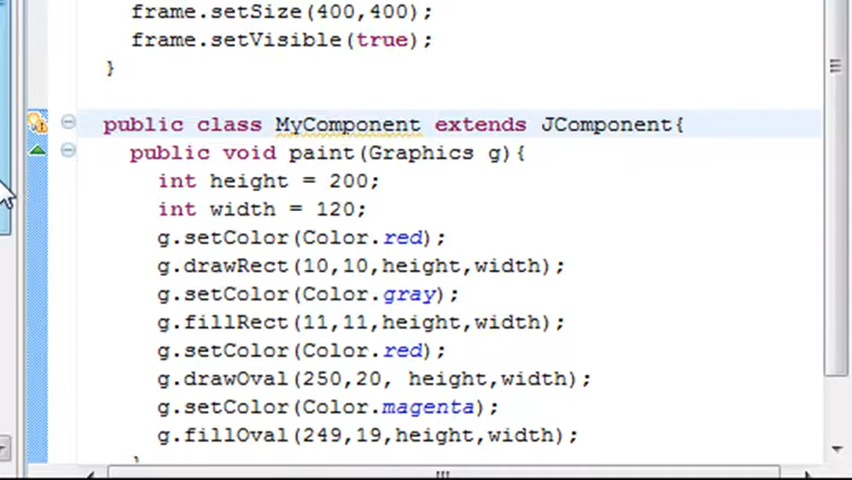 frame.setSize(400,400);
frame.setVisible(true);
}
public class MyComponent extends JComponent{
public void paint(Graphics g){
int height = 200;
int width = 120;
g.setColor(Color.red);
g.drawRect(10,10,height,width);
g.setColor(Color.gray);
g.fillRect(11,11,height,width);
g.setColor(Color.red);
g.drawOval(250,20, height,width);
g.setColor(Color.magenta);
g.fillOval(249,19,height,width);